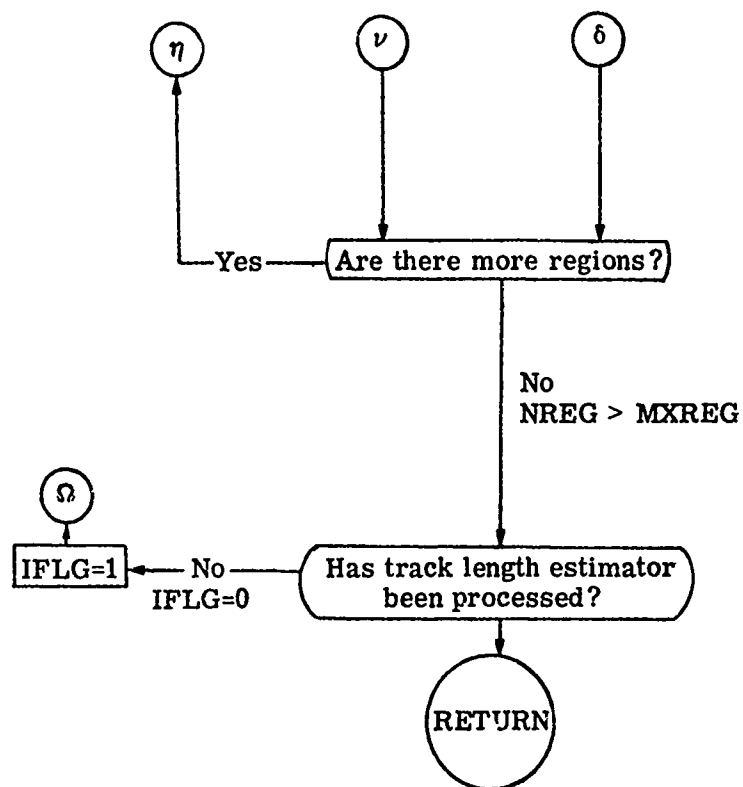 η
ν
δ
Yes
Are there more regions?
No
NREG > MXREG
Ω
IFLG=1
No
IFLG=0
Has track length estimator
been processed?
RETURN